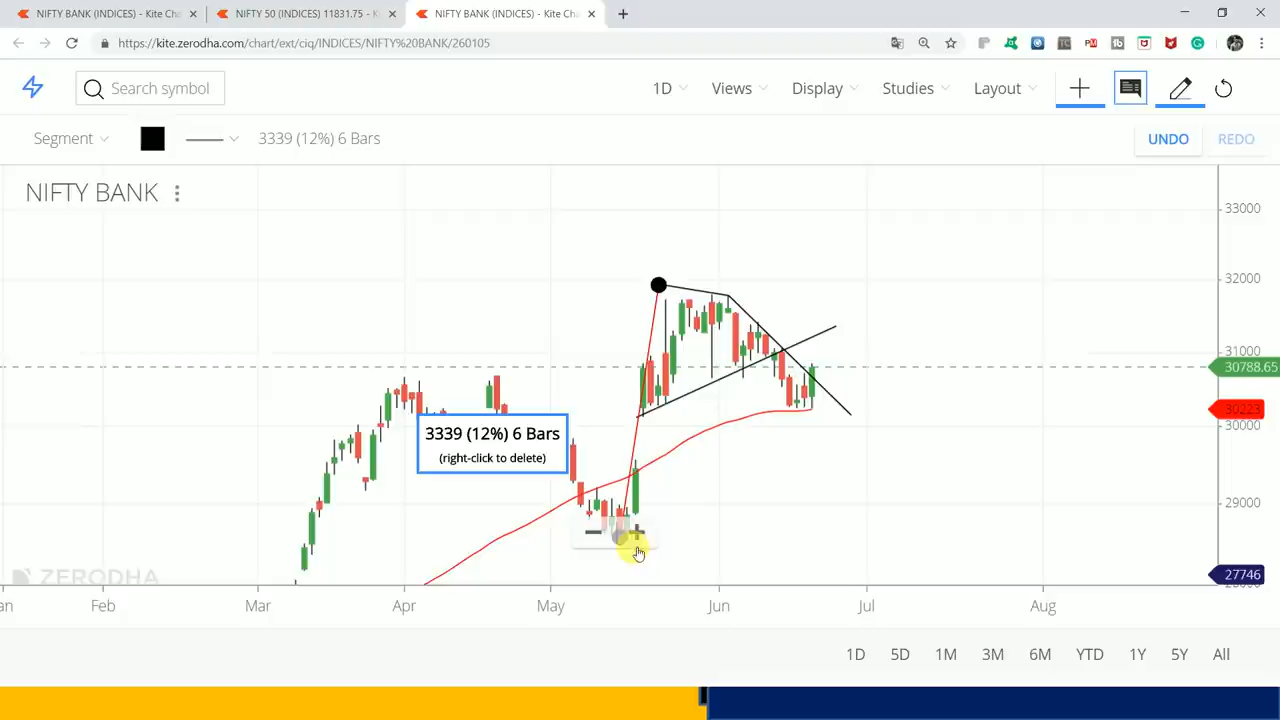 NIFTY BANK (INDICES) - Kite Cha
NIFTY 50 (INDICES) 11831.75 - K
NIFTY BANK (INDICES) - Kite Cha
https://kite.zerodha.com/chart/ext/ciq/INDICES/NIFTY%20BANK/260105
Search symbol
1D
Views
Display
Studies
Layout
Segment
3339 (12%) 6 Bars
UNDO
REDO
NIFTY BANK
33000
32000
31000
30788.65
30223
30000
29000
27746
3339 (12%) 6 Bars
(right-click to delete)
ZERODHA
Feb
Mar
Apr
May
Jun
Jul
Aug
1D
5D
1M
3M
6M
YTD
1Y
5Y
All